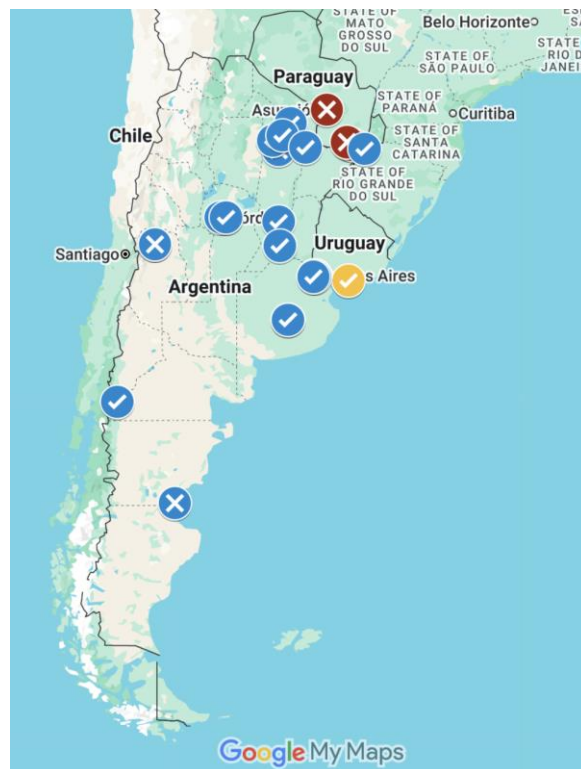 STATE OF
MATO
GROSSO
DO SUL
Belo Horizonte
STATE OF
SÃO PAULO
STATE OF
RIO D
JANEI
Paraguay
Asunció
STATE OF
PARANÁ
Curitiba
Chile
STATE OF
SANTA
CATARINA
STATE OF
RIO GRANDE
DO SUL
Santiago
Uruguay
Argentina
s Aires
Google My Maps